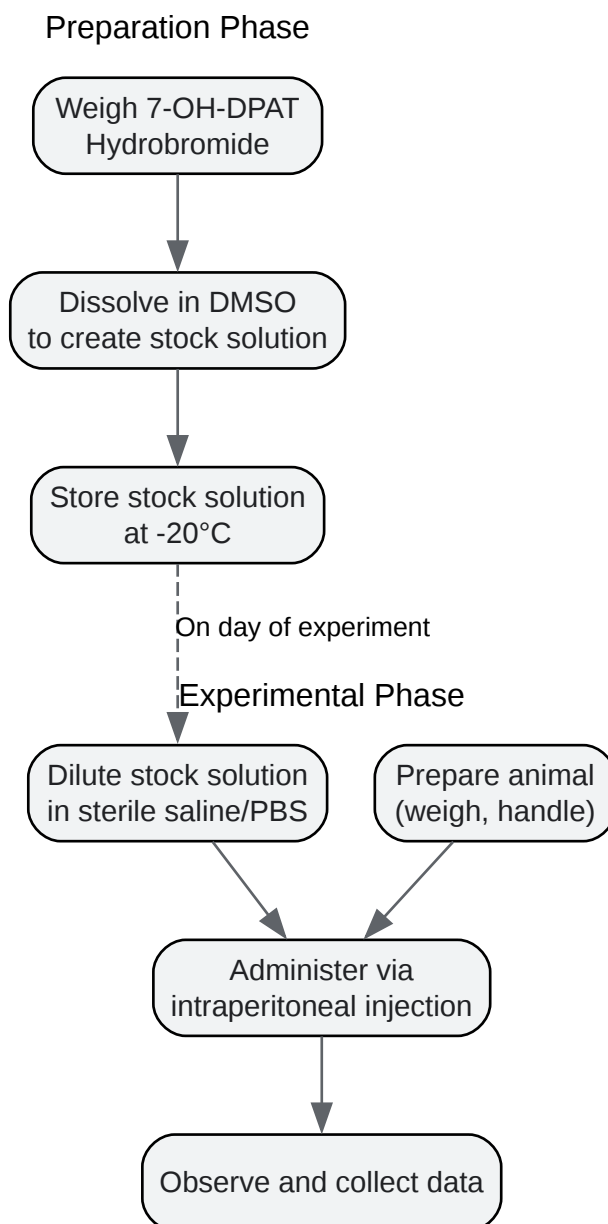 Preparation Phase
Weigh 7-OH-DPAT
Hydrobromide
Dissolve in DMSO
to create stock solution
Store stock solution
at -20°C
On day of experiment
Experimental Phase
Dilute stock solution
in sterile saline/PBS
Prepare animal
(weigh, handle)
Administer via
intraperitoneal injection
Observe and collect data